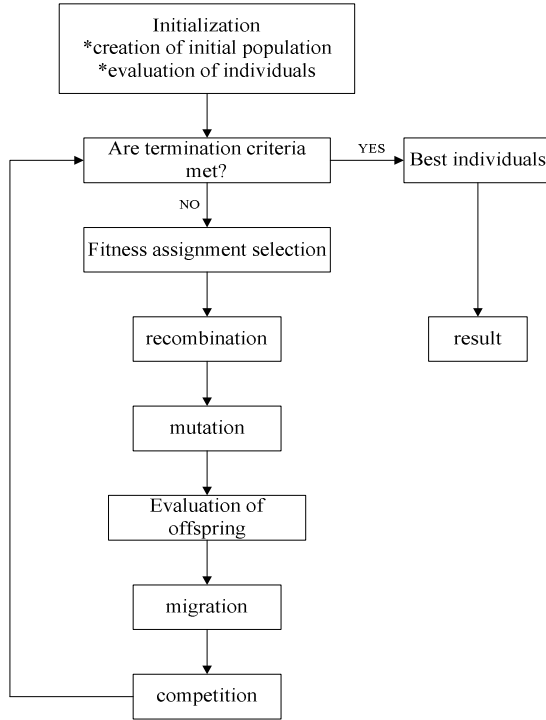 Initialization
*creation of initial population
*evaluation of individuals
Are termination criteria
met?
YES
Best individuals
NO
Fitness assignment selection
recombination
result
mutation
Evaluation of
offspring
migration
competition